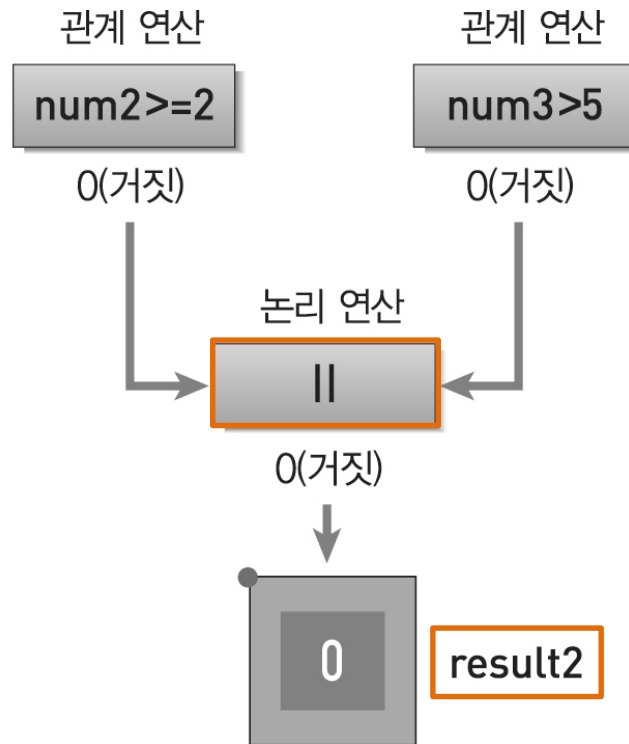 관계 연산
관계 연산
num2>=2
num3>5
0(거짓)
0(거짓)
논리 연산
||
0(거짓)
0
result2